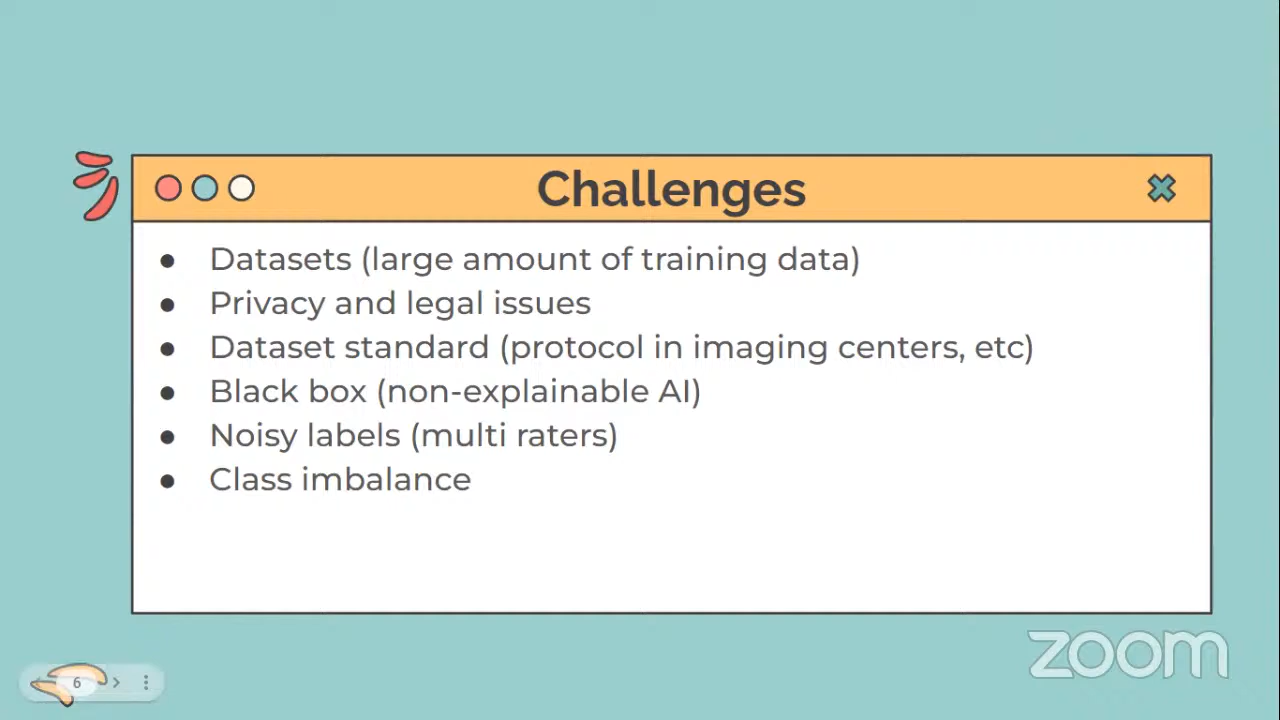 Challenges
● Datasets (large amount of training data)
● Privacy and legal issues
● Dataset standard (protocol in imaging centers, etc)
● Black box (non-explainable AI)
● Noisy labels (multi raters)
● Class imbalance
zoom
6